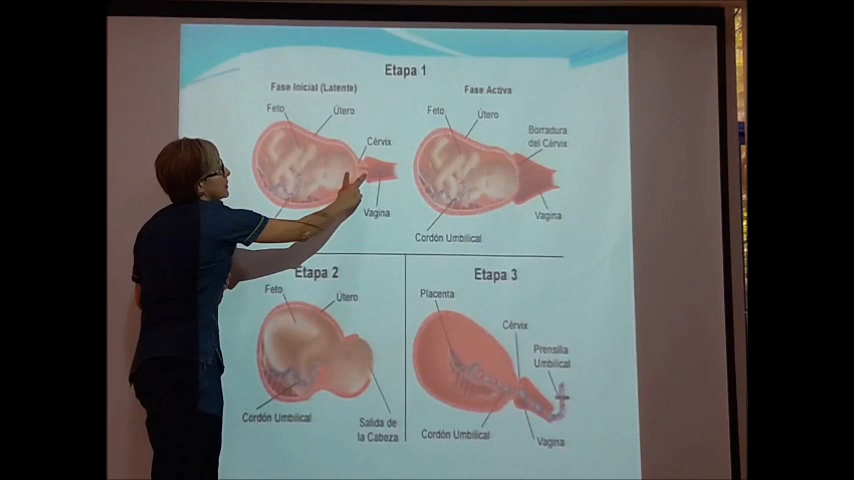 Etapa 1
Fase Inicial (Latente)
Feto
Útero
Cérvix
Vagina
Fase Activa
Feto
Útero
Borradura
del Cérvix
Vagina
Cordón Umbilical
Etapa 2
Feto
Útero
Cordón Umbilical
Salida de
la Cabeza
Etapa 3
Placenta
Cérvix
Prensilla
Umbilical
Cordón Umbilical
Vagina